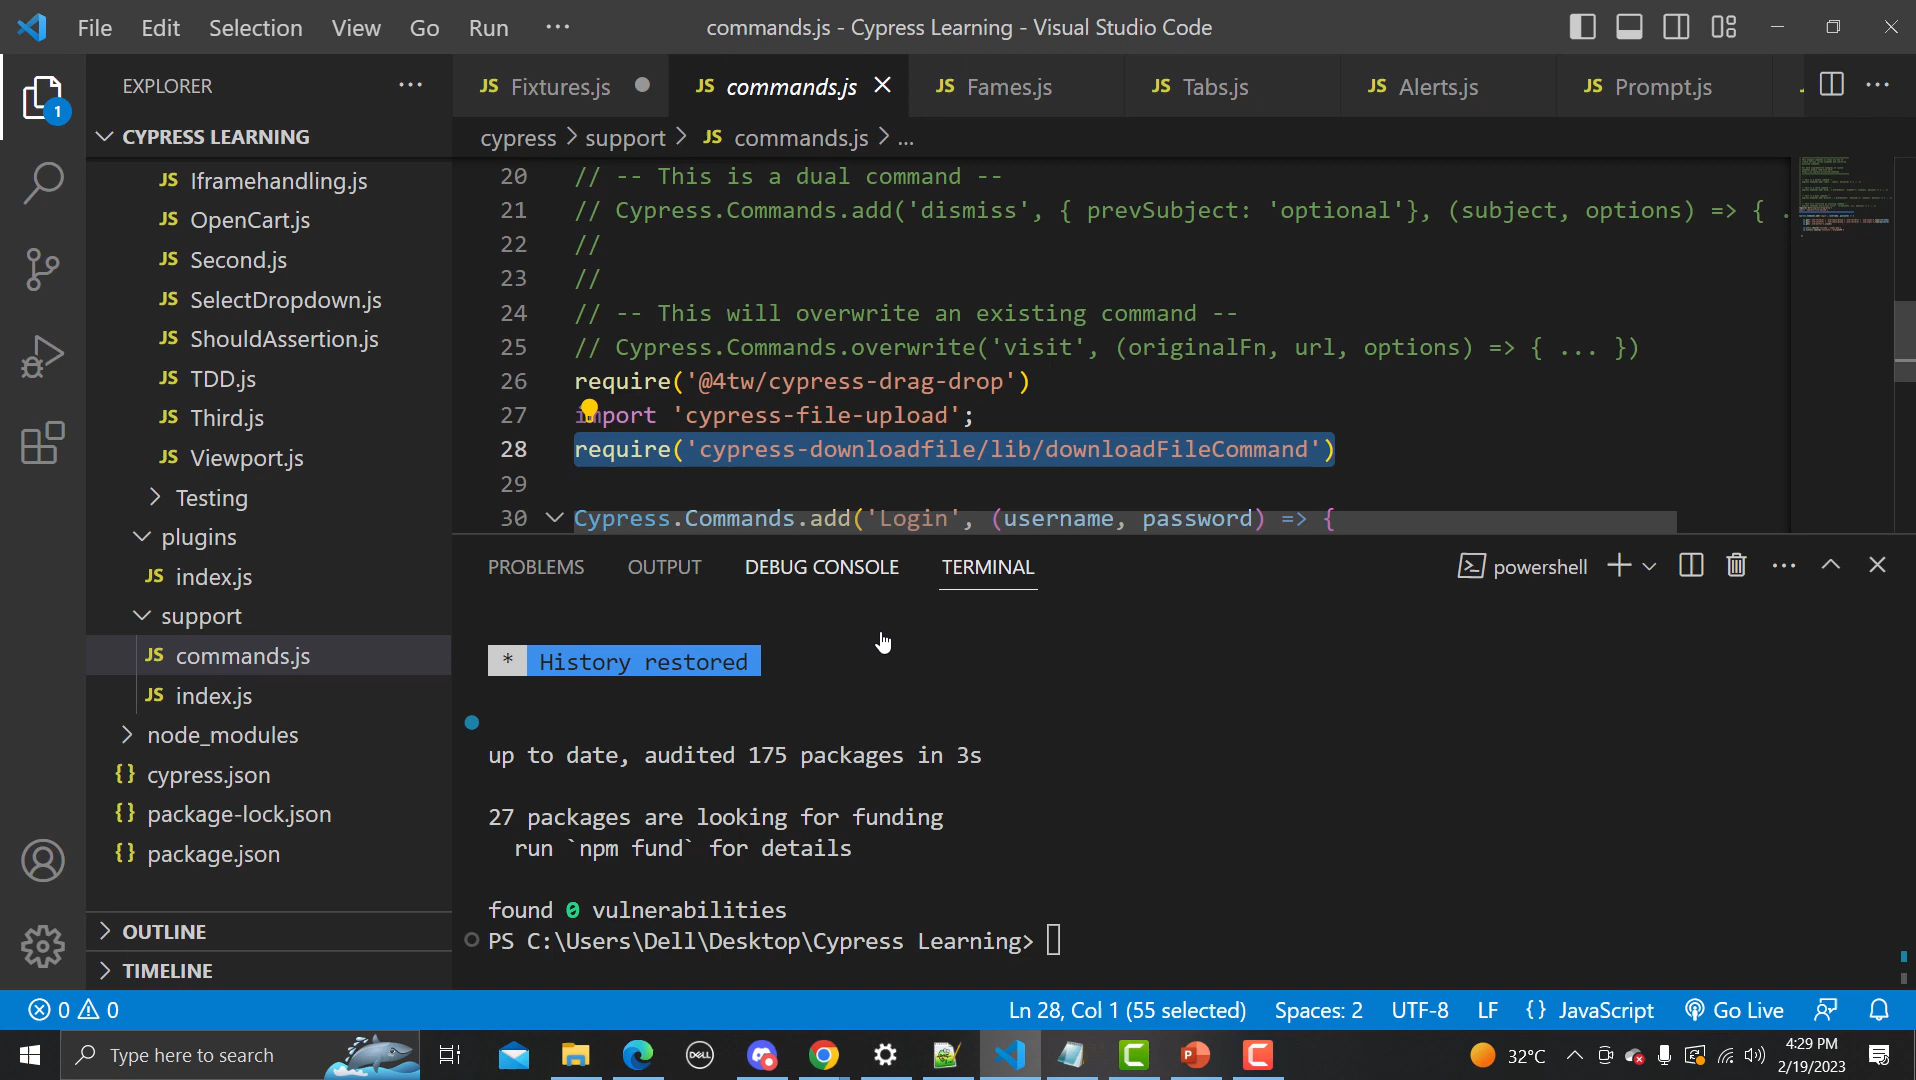 File Edit Selection View Go Run ···
commands.js - Cypress Learning - Visual Studio Code
1
EXPLORER ···
CYPRESS LEARNING
JS Iframehandling.js
JS OpenCart.js
JS Second.js
JS SelectDropdown.js
JS ShouldAssertion.js
JS TDD.js
JS Third.js
JS Viewport.js
Testing
plugins
JS index.js
support
JS commands.js
JS index.js
node_modules
{} cypress.json
{} package-lock.json
{} package.json
OUTLINE
TIMELINE
JS Fixtures.js
JS commands.js
JS Fames.js
JS Tabs.js
JS Alerts.js
JS Prompt.js
cypress > support > JS commands.js > ...
20 // -- This is a dual command --
21 // Cypress.Commands.add('dismiss', { prevSubject: 'optional'}, (subject, options) => { .
22 //
23 //
24 // -- This will overwrite an existing command --
25 // Cypress.Commands.overwrite('visit', (originalFn, url, options) => { ... })
26 require('@4tw/cypress-drag-drop')
27 import 'cypress-file-upload';
28 require('cypress-downloadfile/lib/downloadFileCommand')
29
30 Cypress.Commands.add('Login', (username, password) => {
PROBLEMS OUTPUT DEBUG CONSOLE TERMINAL
powershell
* History restored
up to date, audited 175 packages in 3s
27 packages are looking for funding
run `npm fund` for details
found 0 vulnerabilities
PS C:\Users\Dell\Desktop\Cypress Learning>
0 0
Ln 28, Col 1 (55 selected) Spaces: 2 UTF-8 LF {} JavaScript Go Live
Type here to search
DELL
32°C
4:29 PM
2/19/2023